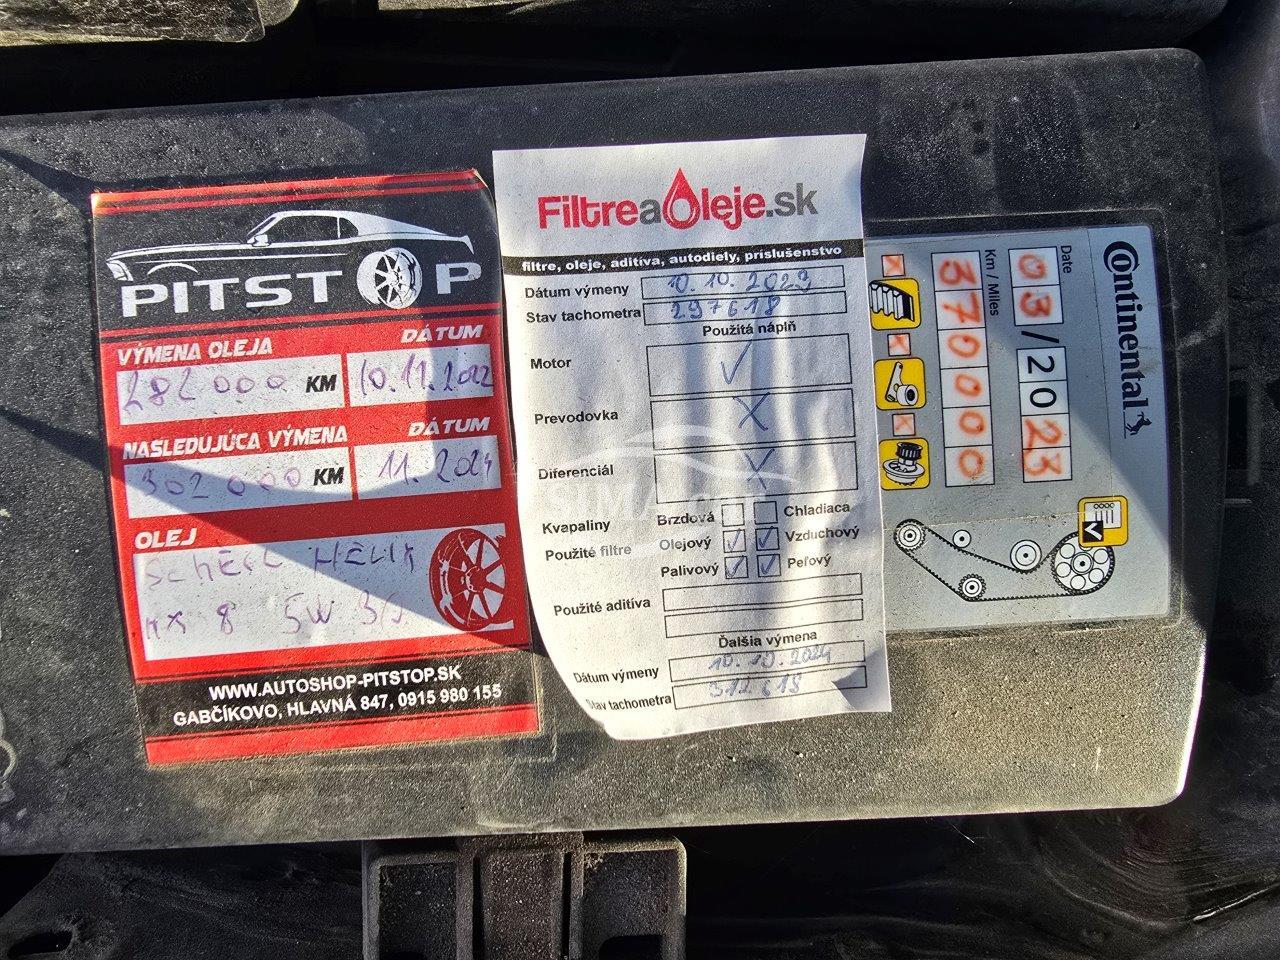 PITSTOP
VÝMENA OLEJA
DÁTUM
282 000 KM
10.11.2022
NASLEDUJÚCA VÝMENA
DÁTUM
302 000 KM
11.2024
OLEJ
SCHELL HELIX
HX 8 5W 30
WWW.AUTOSHOP-PITSTOP.SK
GABČÍKOVO, HLAVNÁ 847, 0915 980 155
FiltreaOleje.sk
filtre, oleje, aditíva, autodiely, príslušenstvo
Dátum výmeny 10.10.2023
Stav tachometra 297618
Použitá náplň
Motor
Prevodovka
Diferenciál
Kvapaliny Brzdová Chladiaca
Použité filtre Olejový Vzduchový
Palivový Peľový
Použité aditíva
Ďalšia výmena
Dátum výmeny 10.10.2024
Stav tachometra 312618
Continental
Date
03/2023
Km / Miles
370000